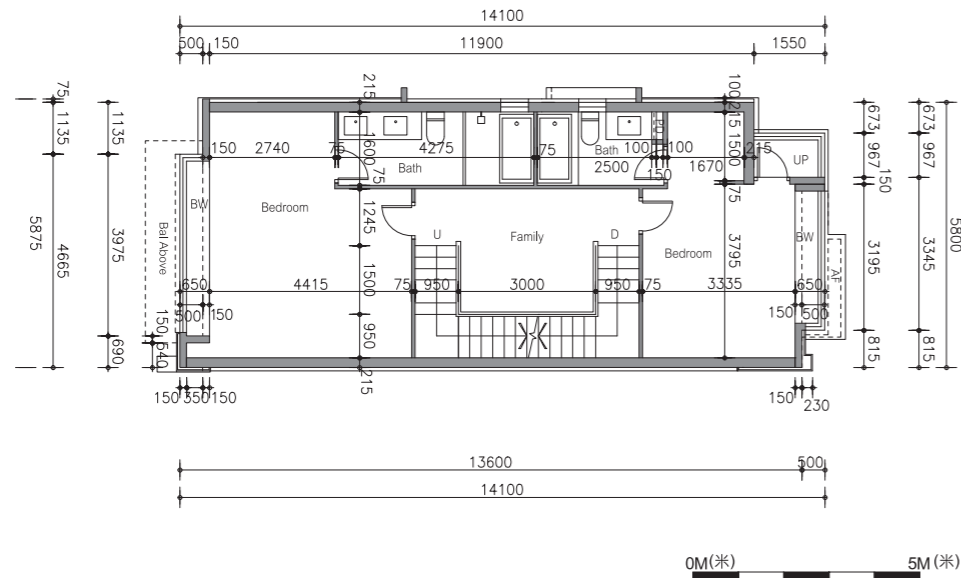 14100
500 150 11900 1550
75
1135
1135
215
100
215
673
673
150 2740 75 4275 75 2500 100 100 150 1670 215
1600
1500
PD
967
967
Bath
Bath
UP
75
75
150
BW
Bedroom
1245
U
Family
D
Bedroom
BW
Bal Above
5875
4665
3975
3795
3195
3345
5800
AF
650 4415 75 950 3000 950 75 3335 650
500 150
1500
150 500
150
690
540
950
815
815
215
150 350 150
150 230
13600 500
14100
0M(米) 5M(米)